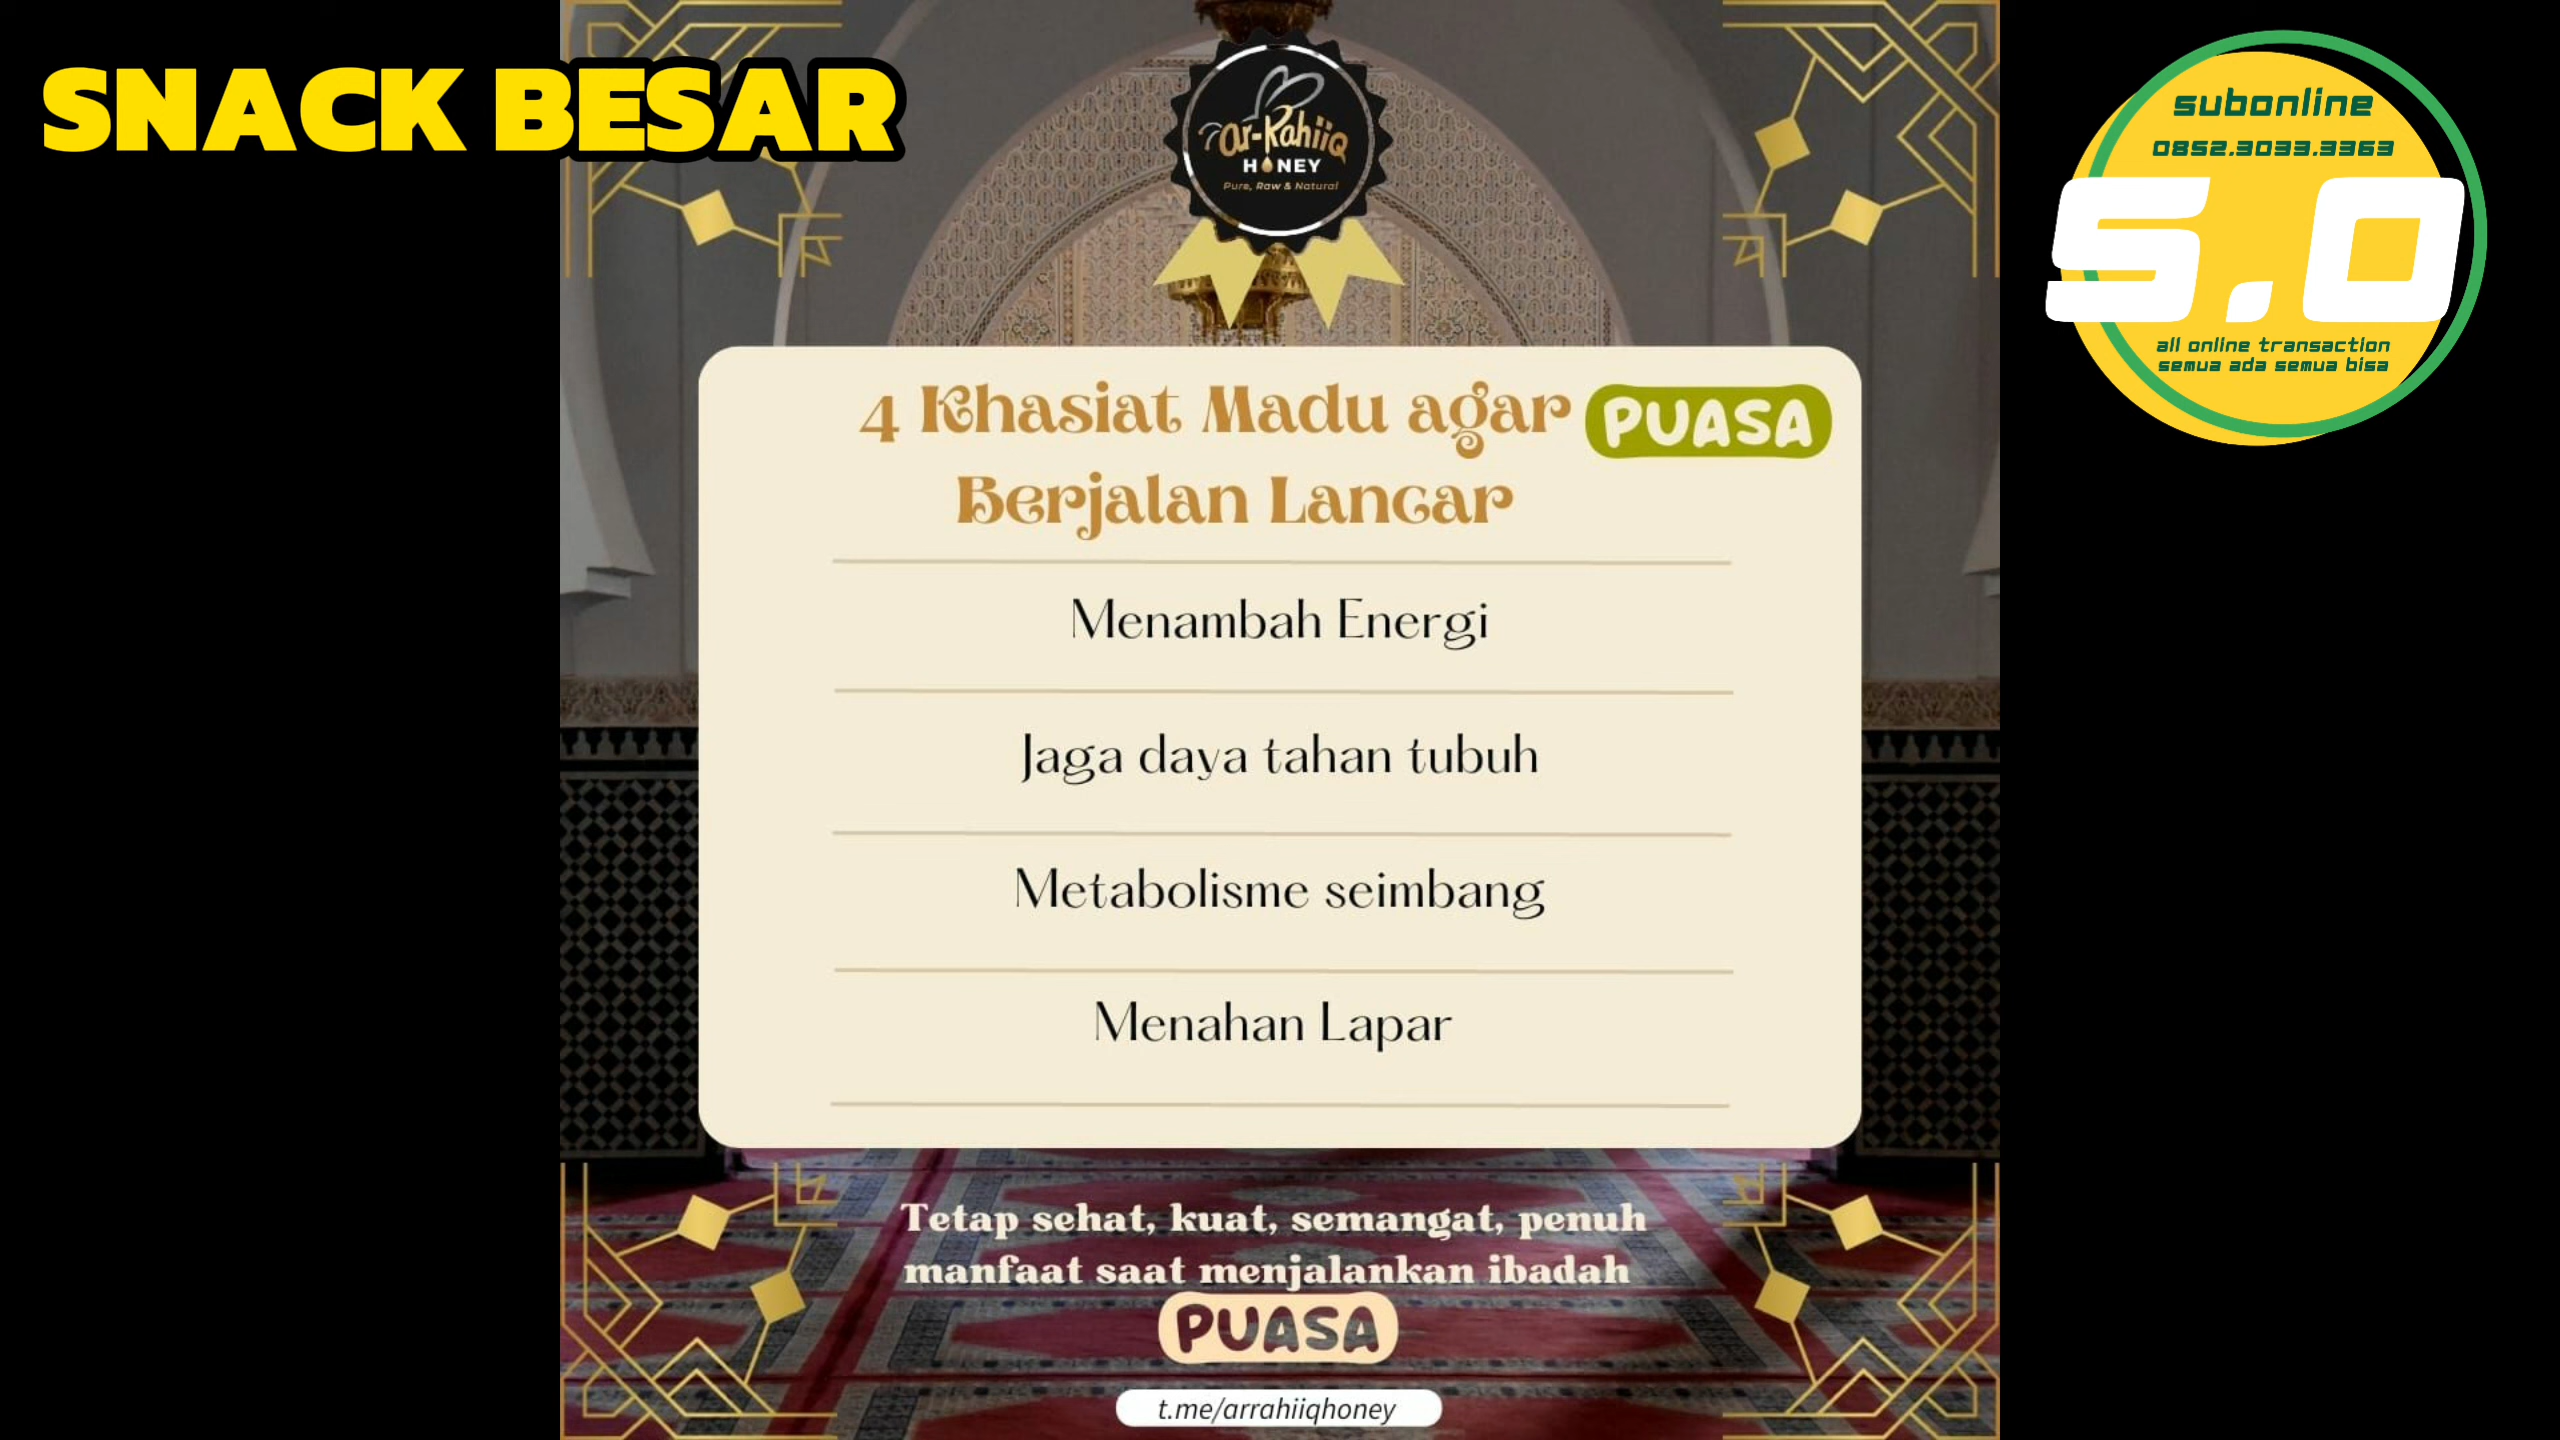 SNACK BESAR
ar-Rahiiq
HONEY
Pure, Raw & Natural
subonline
0852.3033.3363
5.0
all online transaction
semua ada semua bisa
4 Khasiat Madu agar PUASA
Berjalan Lancar
Menambah Energi
Jaga daya tahan tubuh
Metabolisme seimbang
Menahan Lapar
Tetap sehat, kuat, semangat, penuh
manfaat saat menjalankan ibadah
PUASA
t.me/arrahiiqhoney